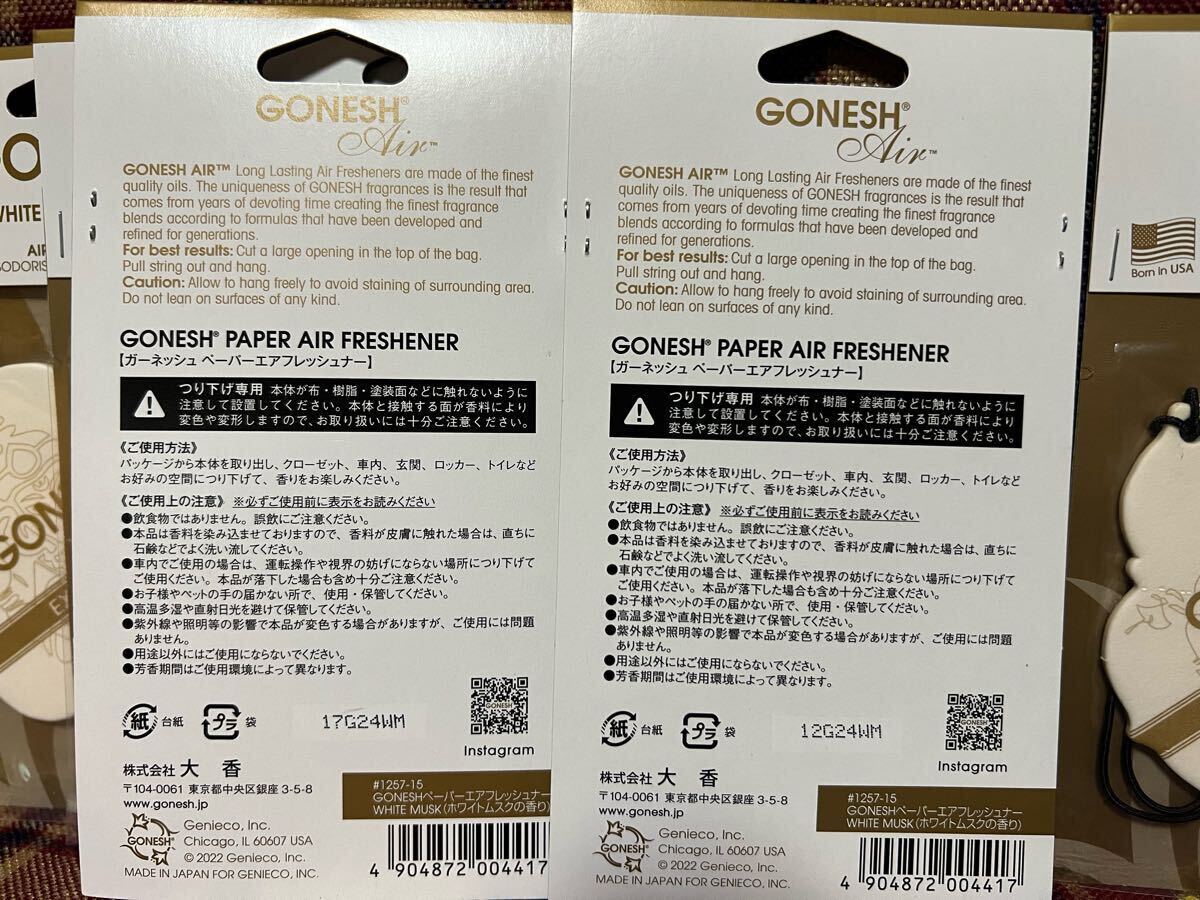 GONESH®
Air™
GONESH AIR™ Long Lasting Air Fresheners are made of the finest
quality oils. The uniqueness of GONESH fragrances is the result that
comes from years of devoting time creating the finest fragrance
blends according to formulas that have been developed and
refined for generations.
For best results: Cut a large opening in the top of the bag.
Pull string out and hang.
Caution: Allow to hang freely to avoid staining of surrounding area.
Do not lean on surfaces of any kind.
GONESH® PAPER AIR FRESHENER
【ガーネッシュ ペーパーエアフレッシュナー】
つり下げ専用 本体が布・樹脂・塗装面などに触れないように
注意して設置してください。本体と接触する面が香料により
変色や変形しますので、お取り扱いには十分ご注意ください。
《ご使用方法》
パッケージから本体を取り出し、クローゼット、車内、玄関、ロッカー、トイレなど
お好みの空間につり下げて、香りをお楽しみください。
《ご使用上の注意》 ※必ずご使用前に表示をお読みください
●飲食物ではありません。誤飲にご注意ください。
●本品は香料を染み込ませておりますので、香料が皮膚に触れた場合は、直ちに
石鹸などでよく洗い流してください。
●車内でご使用の場合は、運転操作や視界の妨げにならない場所につり下げて
ご使用ください。本品が落下した場合も含め十分ご注意ください。
●お子様やペットの手の届かない所で、使用・保管してください。
●高温多湿や直射日光を避けて保管してください。
●紫外線や照明等の影響で本品が変色する場合がありますが、ご使用には問題
ありません。
●用途以外にはご使用にならないでください。
●芳香期間はご使用環境によって異なります。
紙 台紙 プラ 袋
17G24WM
GONESH
Instagram
株式会社 大 香
〒104-0061 東京都中央区銀座 3-5-8
www.gonesh.jp
#1257-15
GONESHペーパーエアフレッシュナー
WHITE MUSK(ホワイトムスクの香り)
GONESH®
Genieco, Inc.
Chicago, IL 60607 USA
© 2022 Genieco, Inc.
MADE IN JAPAN FOR GENIECO, INC.
4 904872 004417
GONESH®
Air™
GONESH AIR™ Long Lasting Air Fresheners are made of the finest
quality oils. The uniqueness of GONESH fragrances is the result that
comes from years of devoting time creating the finest fragrance
blends according to formulas that have been developed and
refined for generations.
For best results: Cut a large opening in the top of the bag.
Pull string out and hang.
Caution: Allow to hang freely to avoid staining of surrounding area.
Do not lean on surfaces of any kind.
GONESH® PAPER AIR FRESHENER
【ガーネッシュ ペーパーエアフレッシュナー】
つり下げ専用 本体が布・樹脂・塗装面などに触れないように
注意して設置してください。本体と接触する面が香料により
変色や変形しますので、お取り扱いには十分ご注意ください。
《ご使用方法》
パッケージから本体を取り出し、クローゼット、車内、玄関、ロッカー、トイレなど
お好みの空間につり下げて、香りをお楽しみください。
《ご使用上の注意》 ※必ずご使用前に表示をお読みください
●飲食物ではありません。誤飲にご注意ください。
●本品は香料を染み込ませておりますので、香料が皮膚に触れた場合は、直ちに
石鹸などでよく洗い流してください。
●車内でご使用の場合は、運転操作や視界の妨げにならない場所につり下げて
ご使用ください。本品が落下した場合も含め十分ご注意ください。
●お子様やペットの手の届かない所で、使用・保管してください。
●高温多湿や直射日光を避けて保管してください。
●紫外線や照明等の影響で本品が変色する場合がありますが、ご使用には問題
ありません。
●用途以外にはご使用にならないでください。
●芳香期間はご使用環境によって異なります。
紙 台紙 プラ 袋
12G24WM
GONESH
Instagram
株式会社 大 香
〒104-0061 東京都中央区銀座 3-5-8
www.gonesh.jp
#1257-15
GONESHペーパーエアフレッシュナー
WHITE MUSK(ホワイトムスクの香り)
GONESH®
Genieco, Inc.
Chicago, IL 60607 USA
© 2022 Genieco, Inc.
MADE IN JAPAN FOR GENIECO, INC.
4 904872 004417
Born in USA